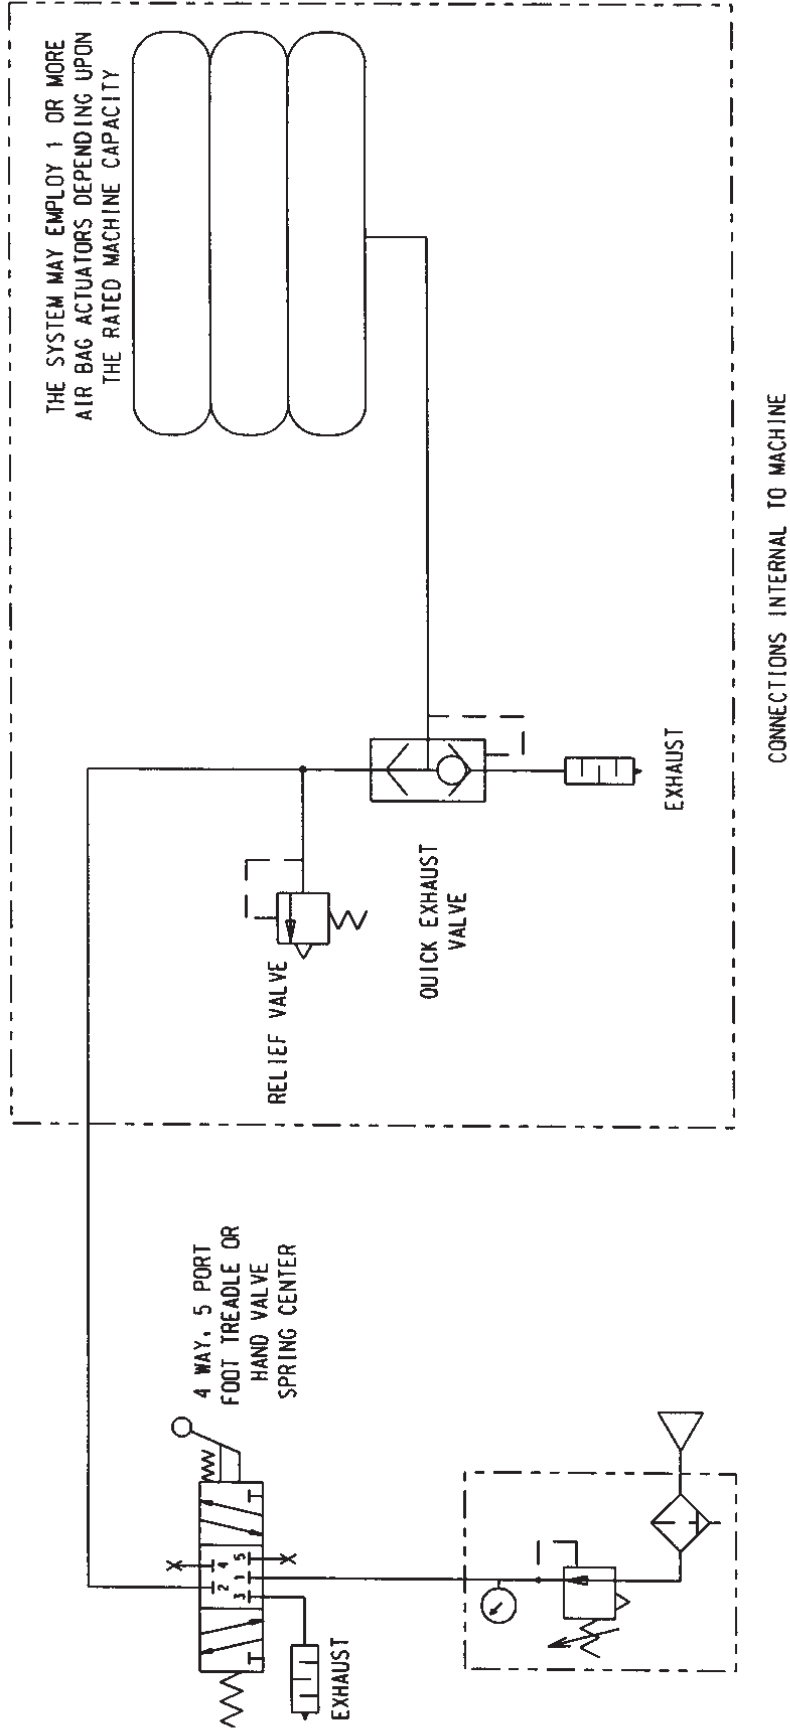 THE SYSTEM MAY EMPLOY 1 OR MORE
AIR BAG ACTUATORS DEPENDING UPON
THE RATED MACHINE CAPACITY
RELIEF VALVE
QUICK EXHAUST
VALVE
EXHAUST
CONNECTIONS INTERNAL TO MACHINE
4 WAY, 5 PORT
FOOT TREADLE OR
HAND VALVE
SPRING CENTER
2 4
3 1 5
EXHAUST